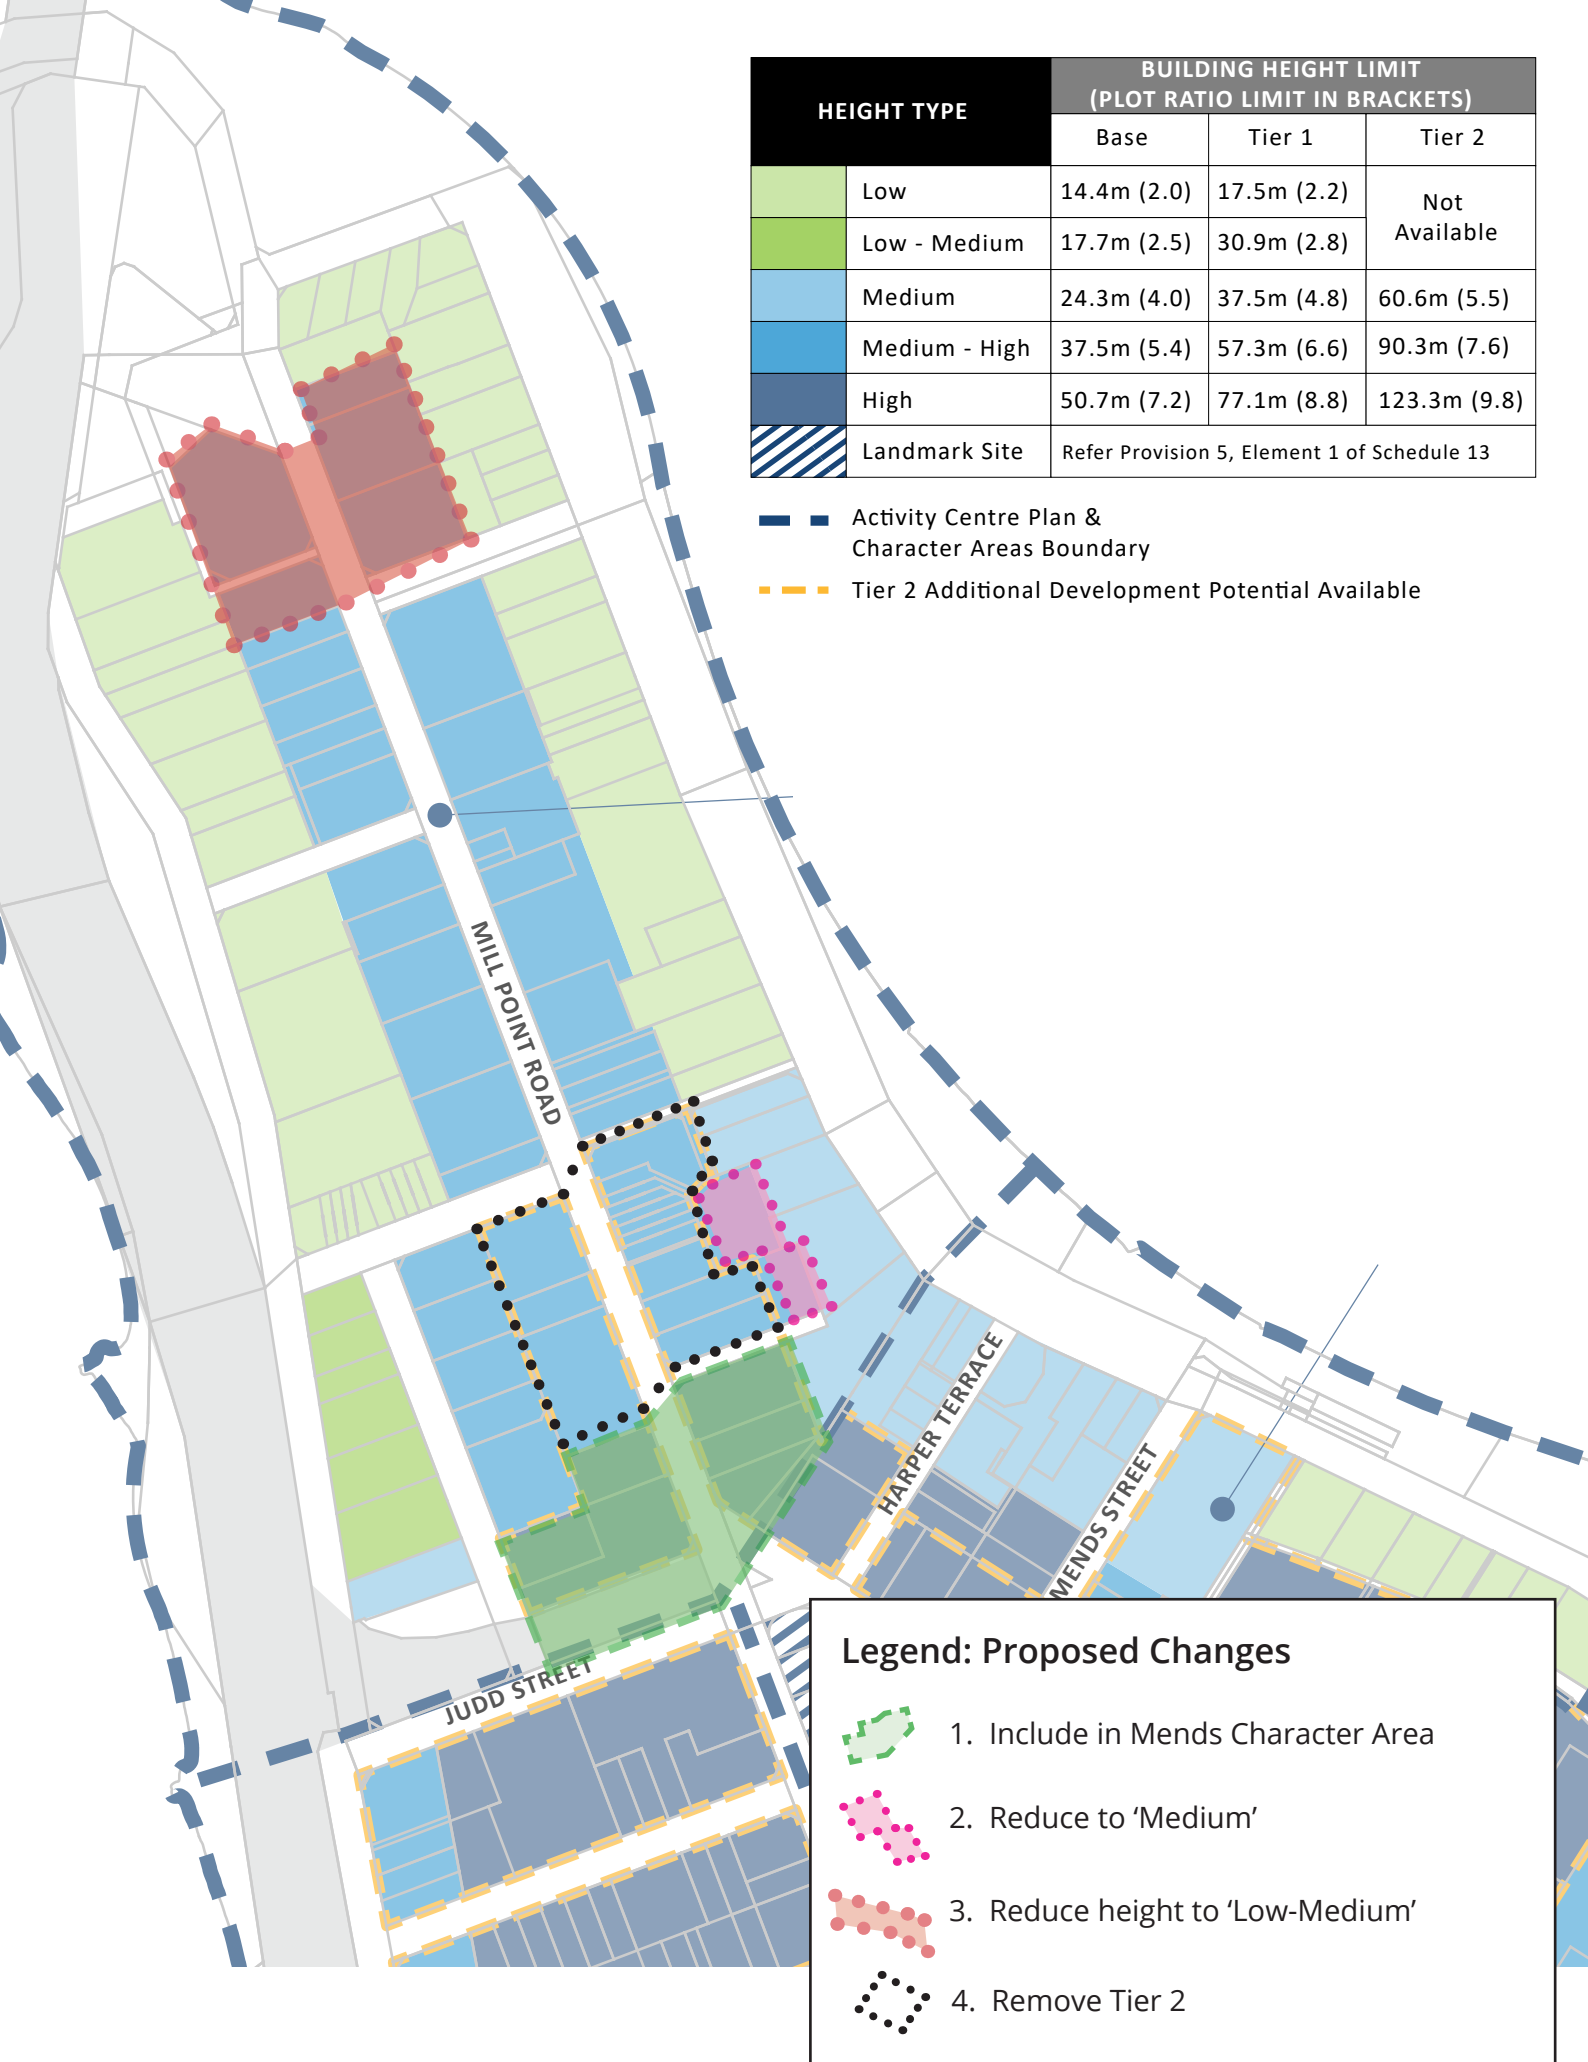 BUILDING HEIGHT LIMIT
(PLOT RATIO LIMIT IN BRACKETS)
HEIGHT TYPE
Base Tier 1 Tier 2
Low 14.4m (2.0) 17.5m (2.2)
Not
Available
Low - Medium 17.7m (2.5) 30.9m (2.8)
Medium 24.3m (4.0) 37.5m (4.8) 60.6m (5.5)
Medium - High 37.5m (5.4) 57.3m (6.6) 90.3m (7.6)
High 50.7m (7.2) 77.1m (8.8) 123.3m (9.8)
Landmark Site Refer Provision 5, Element 1 of Schedule 13
Activity Centre Plan &
Character Areas Boundary
Tier 2 Additional Development Potential Available
MILL POINT ROAD
HARPER TERRACE
MENDS STREET
JUDD STREET
Legend: Proposed Changes
1. Include in Mends Character Area
2. Reduce to ‘Medium’
3. Reduce height to ‘Low-Medium’
4. Remove Tier 2